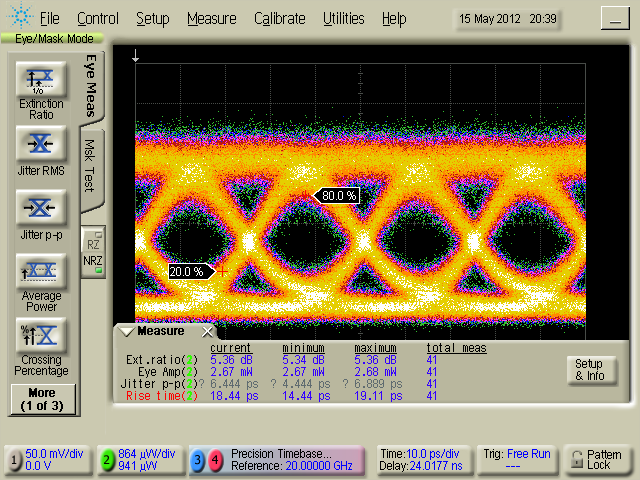 File Control Setup Measure Calibrate Utilities Help 15 May 2012 20:39
Eye/Mask Mode
Eye Meas
Msk Test
1/0
Extinction
Ratio
Jitter RMS
Jitter p-p
Average
Power
%
Crossing
Percentage
More
(1 of 3)
RZ
NRZ
80.0 %
20.0 %
Measure
current minimum maximum total meas
Ext.ratio(2) 5.36 dB 5.34 dB 5.36 dB 41
Eye Amp(2) 2.67 mW 2.67 mW 2.68 mW 41
Jitter p-p(2)? 6.444 ps ? 4.444 ps ? 6.889 ps 41
Rise time(2) 18.44 ps 14.44 ps 19.11 ps 41
Setup
& Info
1 50.0 mV/div
0.0 V
2 864 µW/div
941 µW
3 4 Precision Timebase...
Reference: 20.00000 GHz
Time:10.0 ps/div
Delay:24.0177 ns
Trig: Free Run
---
Pattern
Lock